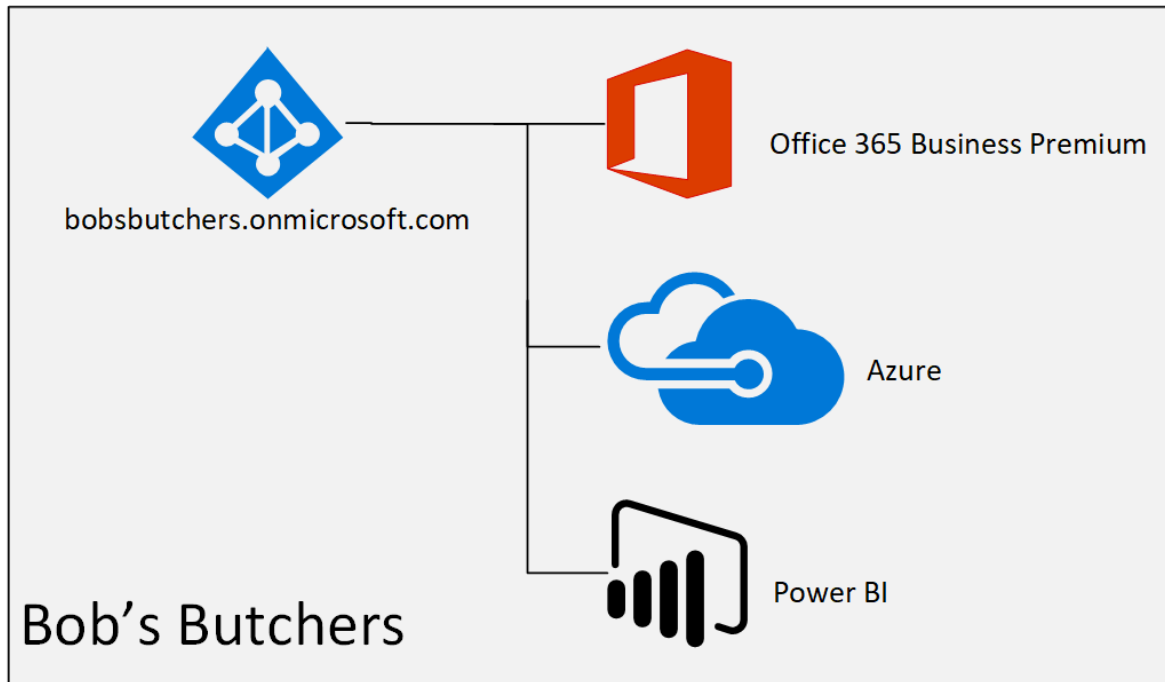 bobsbutchers.onmicrosoft.com
Office 365 Business Premium
Azure
Power BI
Bob’s Butchers